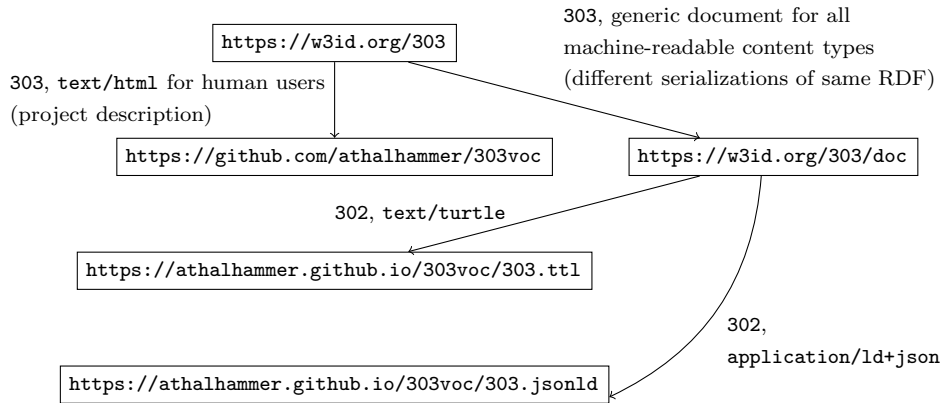 303, generic document for all
machine-readable content types
(different serializations of same RDF)
https://w3id.org/303
303, text/html for human users
(project description)
https://github.com/athalhammer/303voc
https://w3id.org/303/doc
302, text/turtle
https://athalhammer.github.io/303voc/303.ttl
302,
application/ld+json
https://athalhammer.github.io/303voc/303.jsonld